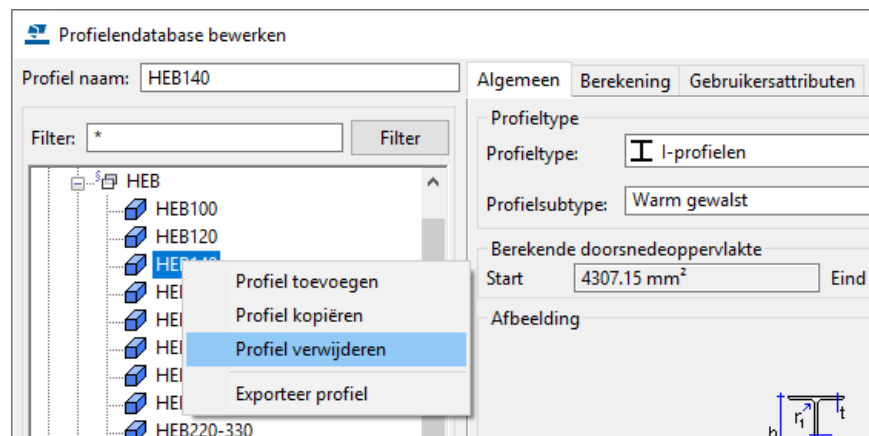 Profielendatabase bewerken
Profiel naam: HEB140
Algemeen Berekening Gebruikersattributen
Filter: * Filter
Profieltype
Profieltype: I-profielen
Profielsubtype: Warm gewalst
Berekende doorsnedeoppervlakte
Start 4307.15 mm² Eind
Afbeelding
HEB
HEB100
HEB120
Profiel toevoegen
Profiel kopiëren
Profiel verwijderen
Exporteer profiel
HEB220-330
h r1 t